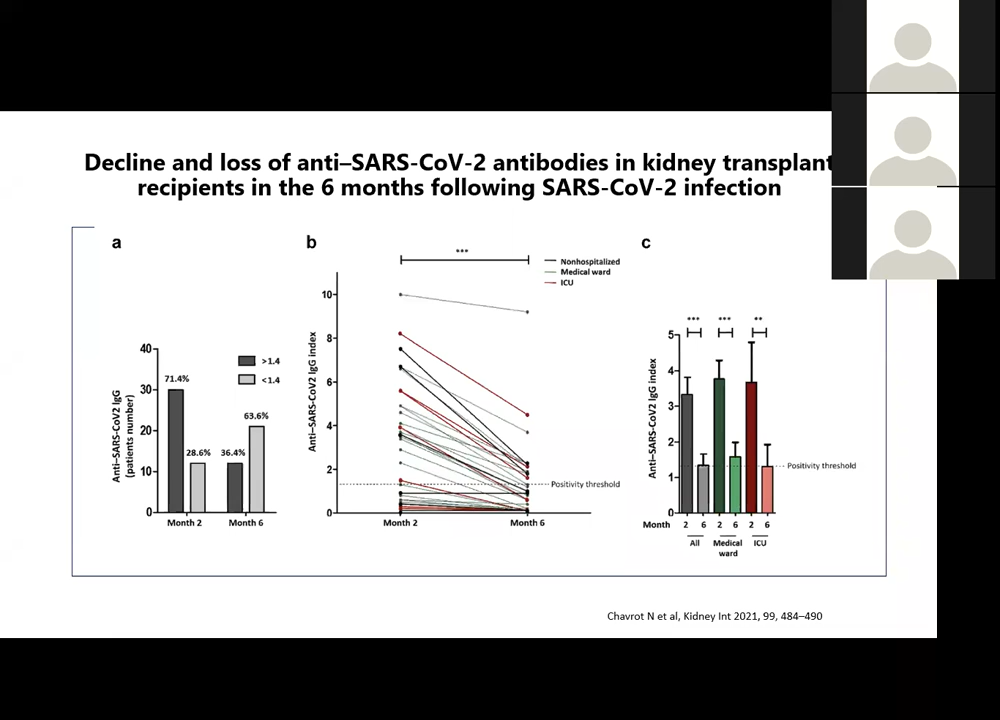 Decline and loss of anti–SARS-CoV-2 antibodies in kidney transplant
recipients in the 6 months following SARS-CoV-2 infection
a
Anti-SARS-CoV2 IgG
(patients number)
40
30
20
10
0
>1.4
<1.4
71.4%
28.6%
36.4%
63.6%
Month 2
Month 6
b
***
Nonhospitalized
Medical ward
ICU
Anti–SARS-CoV2 IgG index
10
8
6
4
2
0
Positivity threshold
Month 2
Month 6
c
*** *** **
Anti–SARS-CoV2 IgG index
5
4
3
2
1
0
Positivity threshold
Month 2 6 2 6 2 6
All
Medical
ward
ICU
Chavrot N et al, Kidney Int 2021, 99, 484–490